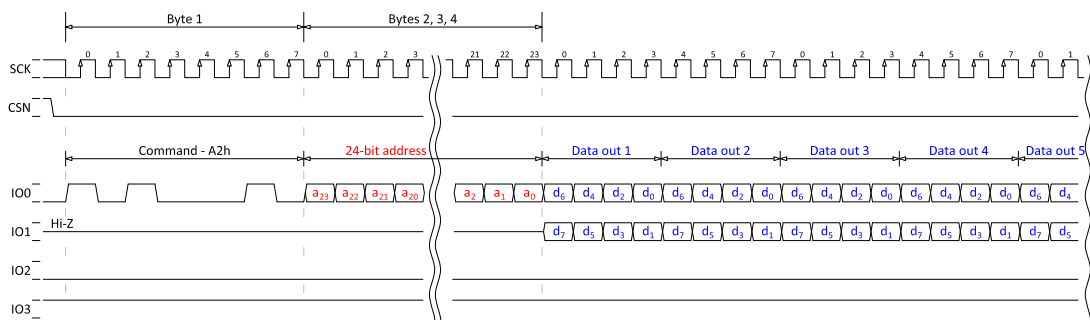 Byte 1 Bytes 2, 3, 4
0 1 2 3 4 5 6 7 0 1 2 3 21 22 23 0 1 2 3 4 5 6 7 0 1 2 3 4 5 6 7 0 1
SCK
CSN
Command - A2h 24-bit address Data out 1 Data out 2 Data out 3 Data out 4 Data out 5
IO0 a23 a22 a21 a20 a2 a1 a0 d6 d4 d2 d0 d6 d4 d2 d0 d6 d4 d2 d0 d6 d4 d2 d0 d6 d4
Hi-Z
IO1 d7 d5 d3 d1 d7 d5 d3 d1 d7 d5 d3 d1 d7 d5 d3 d1 d7 d5
IO2
IO3